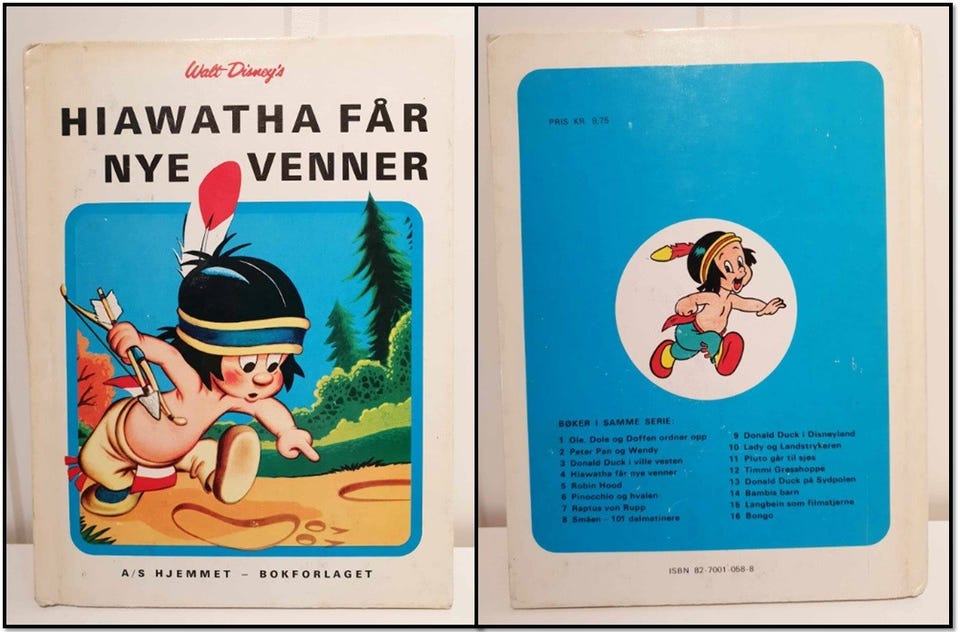 Walt Disney's
HIAWATHA FÅR
NYE VENNER
A/S HJEMMET – BOKFORLAGET
PRIS KR. 9,75
BØKER I SAMME SERIE:
1 Ole, Dole og Doffen ordner opp
2 Peter Pan og Wendy
3 Donald Duck i ville vesten
4 Hiawatha får nye venner
5 Robin Hood
6 Pinocchio og hvalen
7 Raptus von Rupp
8 Småen – 101 dalmatinere
9 Donald Duck i Disneyland
10 Lady og Landstrykeren
11 Pluto går til sjøs
12 Timmi Gresshoppe
13 Donald Duck på Sydpolen
14 Bambis barn
15 Langbein som filmstjerne
16 Bongo
ISBN 82-7001-058-8